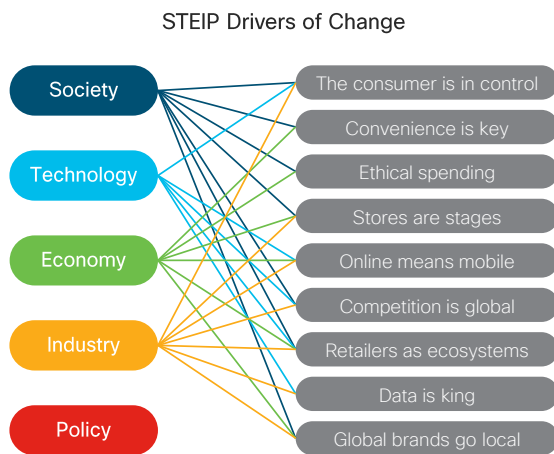 STEIP Drivers of Change
Society
Technology
Economy
Industry
Policy
The consumer is in control
Convenience is key
Ethical spending
Stores are stages
Online means mobile
Competition is global
Retailers as ecosystems
Data is king
Global brands go local